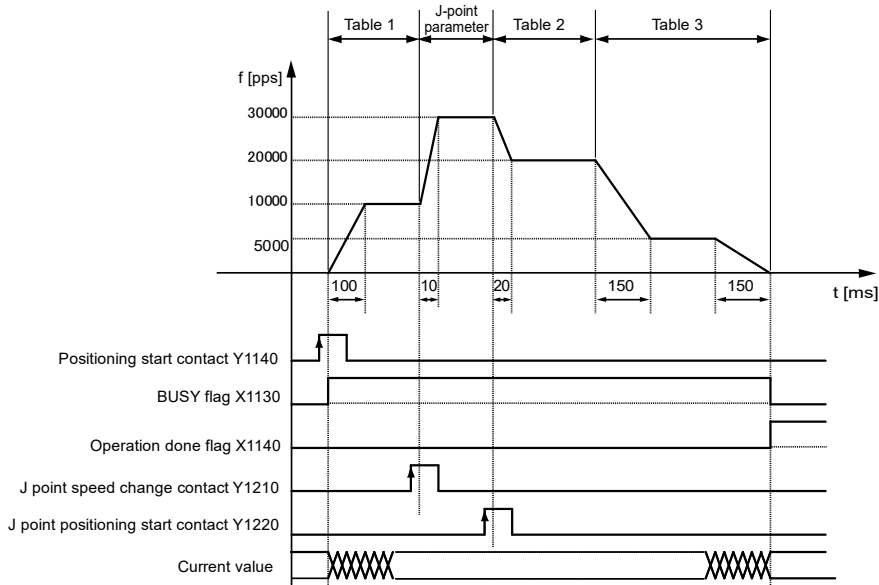 Table 1
J-point
parameter
Table 2
Table 3
f [pps]
30000
20000
10000
5000
100
10
20
150
150
t [ms]
Positioning start contact Y1140
BUSY flag X1130
Operation done flag X1140
J point speed change contact Y1210
J point positioning start contact Y1220
Current value